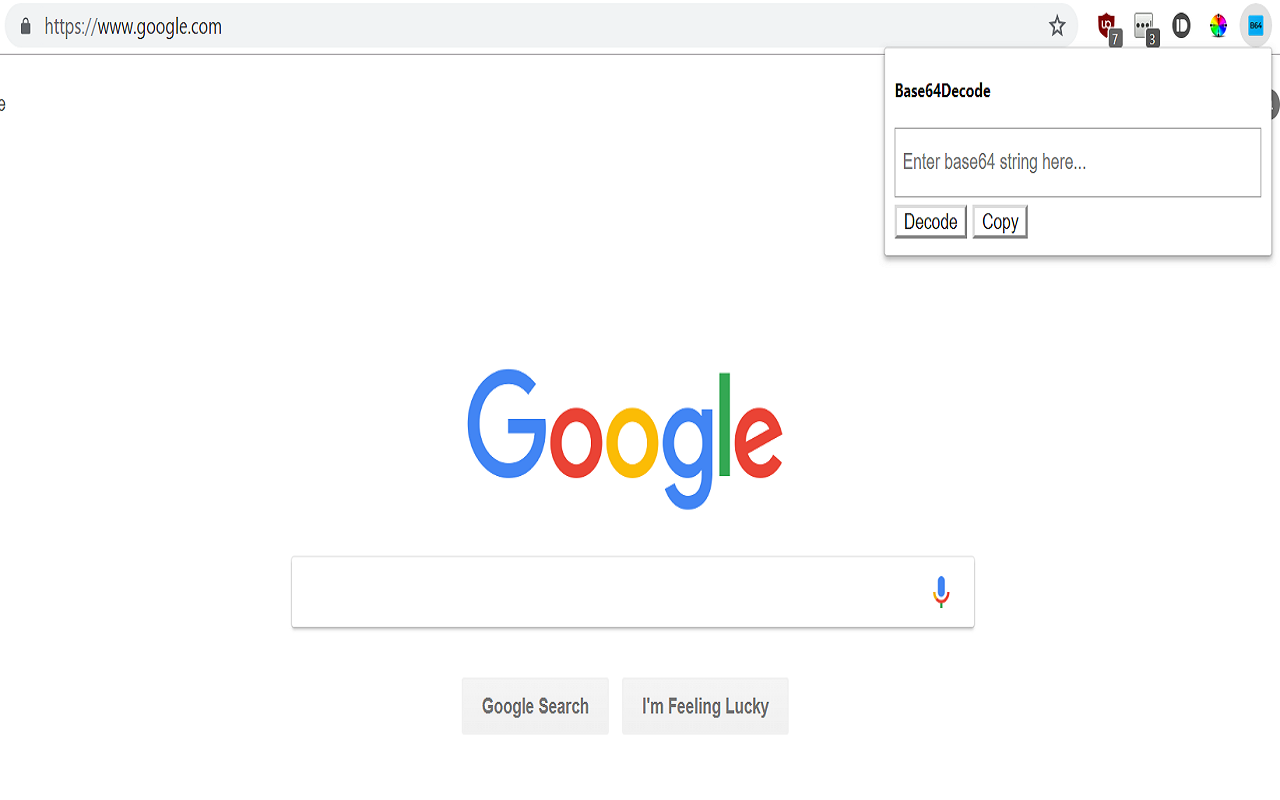 https://www.google.com
7
3
B64
e
Base64Decode
Enter base64 string here...
Decode Copy
Google
Google Search I'm Feeling Lucky